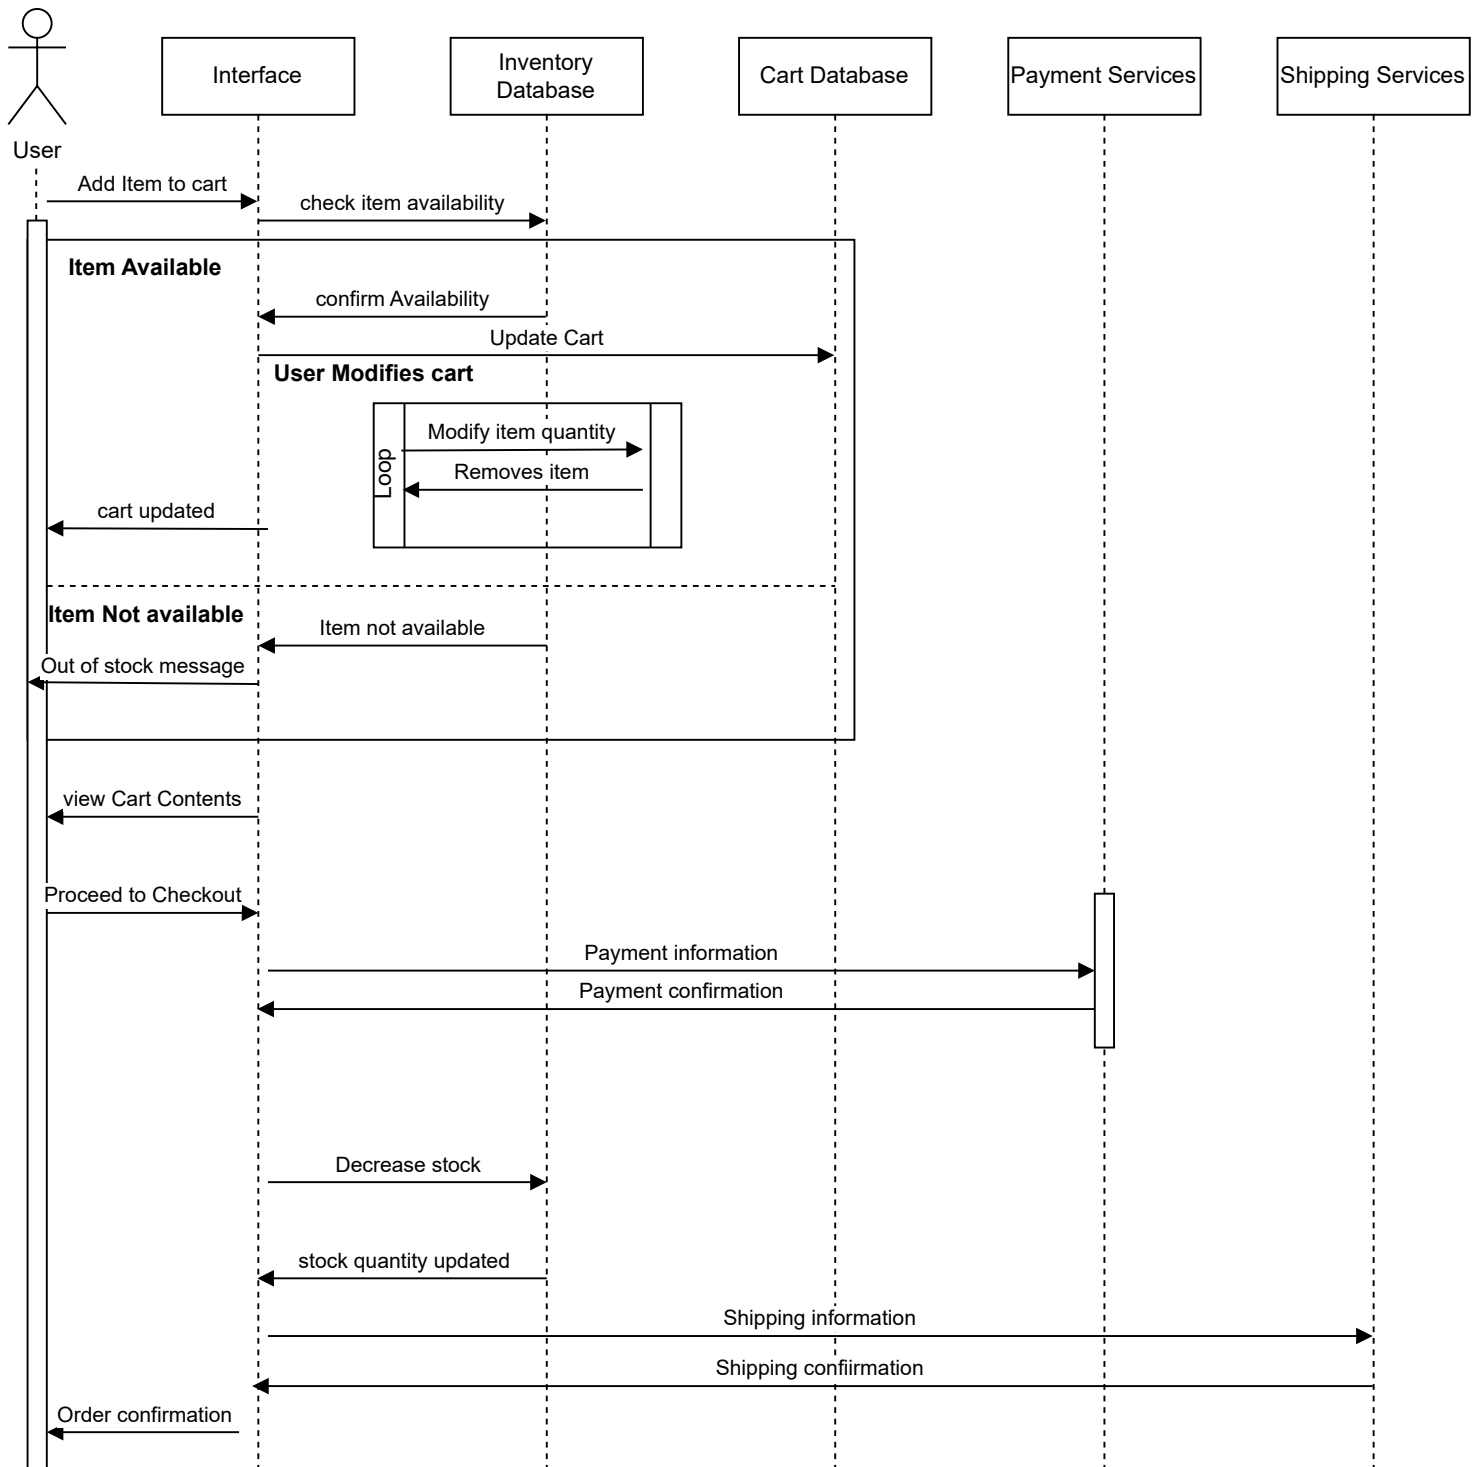 Interface
Inventory
Database
Cart Database
Payment Services
Shipping Services
User
Add Item to cart
check item availability
Item Available
confirm Availability
Update Cart
User Modifies cart
Loop
Modify item quantity
Removes item
cart updated
Item Not available
Item not available
Out of stock message
view Cart Contents
Proceed to Checkout
Payment information
Payment confirmation
Decrease stock
stock quantity updated
Shipping information
Shipping confiirmation
Order confirmation